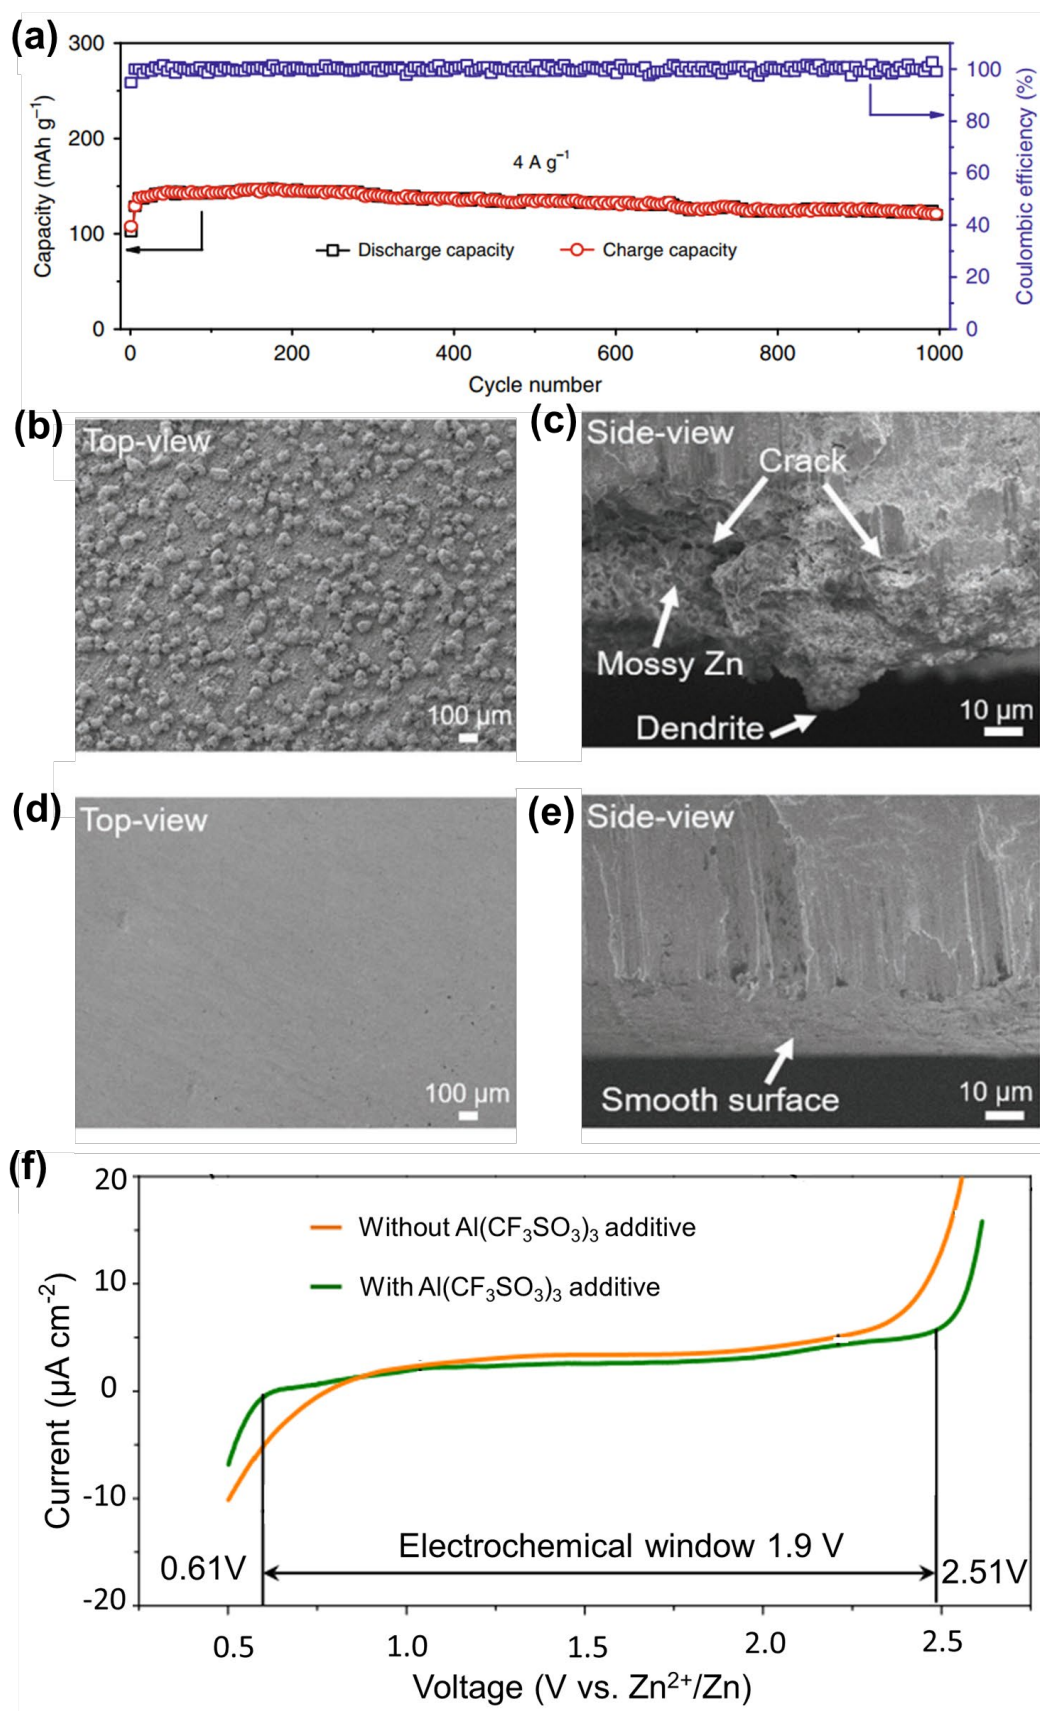 (a)
300
200
100
0
Capacity (mAh g⁻¹)
4 A g⁻¹
Discharge capacity
Charge capacity
100
80
60
40
20
0
Coulombic efficiency (%)
0 200 400 600 800 1000
Cycle number
(b)
Top-view
100 µm
(c)
Side-view
Crack
Mossy Zn
Dendrite
10 µm
(d)
Top-view
100 µm
(e)
Side-view
Smooth surface
10 µm
(f)
20
10
0
-10
-20
Current (µA cm⁻²)
Without Al(CF₃SO₃)₃ additive
With Al(CF₃SO₃)₃ additive
Electrochemical window 1.9 V
0.61V
2.51V
0.5 1.0 1.5 2.0 2.5
Voltage (V vs. Zn²⁺/Zn)